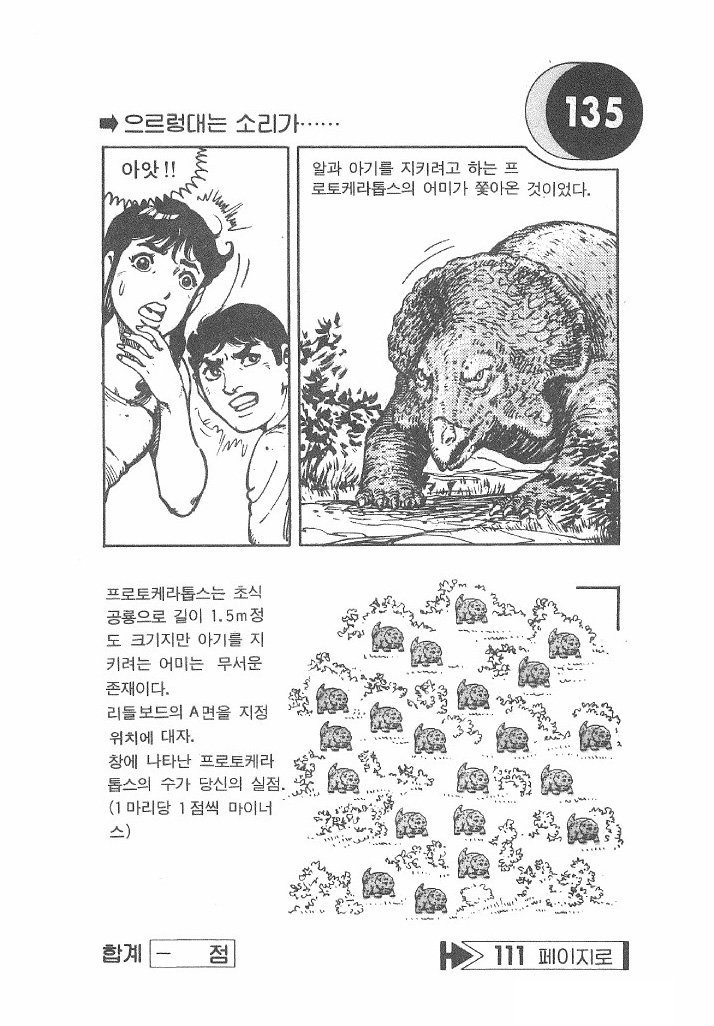 135
➡ 으르렁대는 소리가……
아앗!!
알과 아기를 지키려고 하는 프
로토케라톱스의 어미가 쫓아온 것이었다.
프로토케라톱스는 초식
공룡으로 길이 1.5m정
도 크기지만 아기를 지
키려는 어미는 무서운
존재이다.
리들보드의 A면을 지정
위치에 대자.
창에 나타난 프로토케라
톱스의 수가 당신의 실점.
(1마리당 1점씩 마이너
스)
합계 － 점
111 페이지로